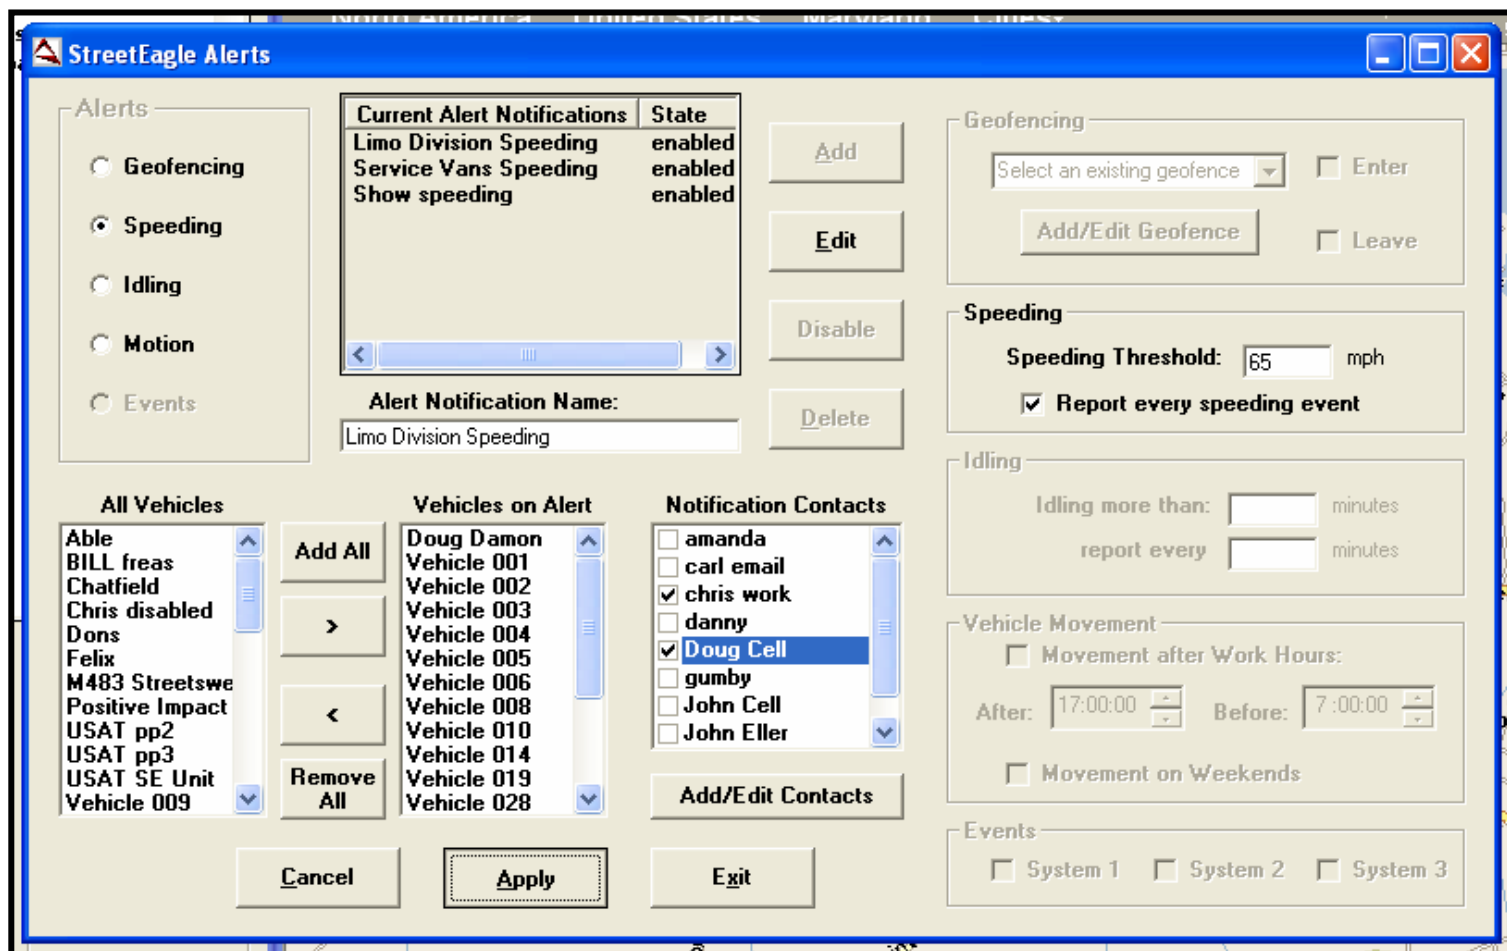 North America United States Maryland Cities
StreetEagle Alerts
Alerts
Geofencing
Speeding
Idling
Motion
Events
Current Alert Notifications State
Limo Division Speeding enabled
Service Vans Speeding enabled
Show speeding enabled
Alert Notification Name:
Limo Division Speeding
Add
Edit
Disable
Delete
Geofencing
Select an existing geofence
Enter
Add/Edit Geofence
Leave
Speeding
Speeding Threshold: 65 mph
Report every speeding event
Idling
Idling more than: minutes
report every minutes
Vehicle Movement
Movement after Work Hours:
After: 17:00:00 Before: 7 :00:00
Movement on Weekends
Events
System 1 System 2 System 3
All Vehicles
Able
BILL freas
Chatfield
Chris disabled
Dons
Felix
M483 Streetswe
Positive Impact
USAT pp2
USAT pp3
USAT SE Unit
Vehicle 009
Add All
>
<
Remove
All
Vehicles on Alert
Doug Damon
Vehicle 001
Vehicle 002
Vehicle 003
Vehicle 004
Vehicle 005
Vehicle 006
Vehicle 008
Vehicle 010
Vehicle 014
Vehicle 019
Vehicle 028
Notification Contacts
amanda
carl email
chris work
danny
Doug Cell
gumby
John Cell
John Eller
Add/Edit Contacts
Cancel
Apply
Exit